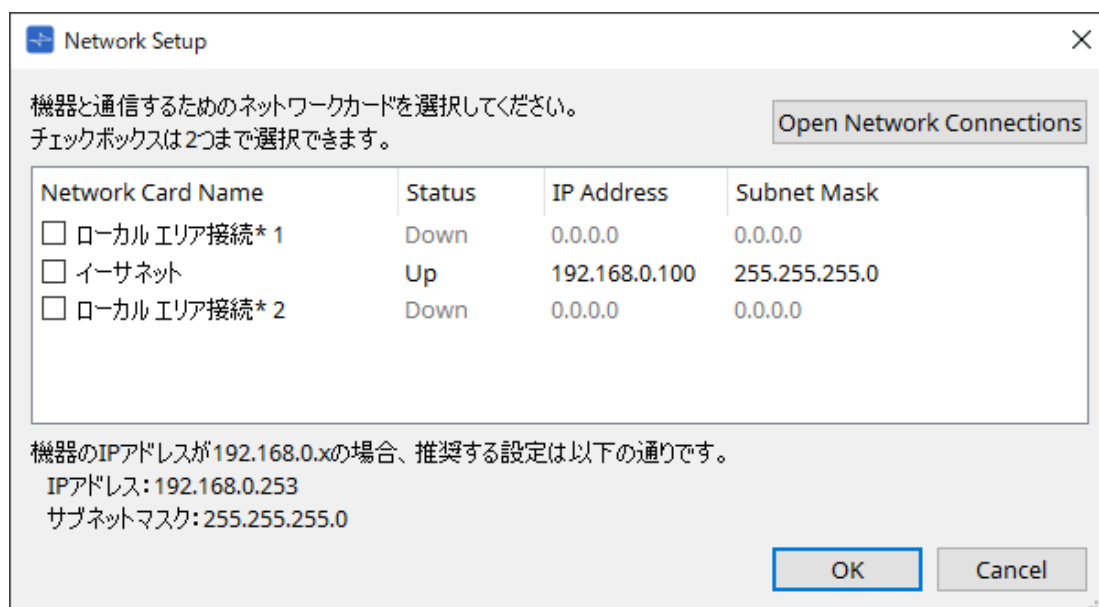 Network Setup
機器と通信するためのネットワークカードを選択してください。
チェックボックスは2つまで選択できます。
Open Network Connections
Network Card Name Status IP Address Subnet Mask
ローカル エリア接続* 1 Down 0.0.0.0 0.0.0.0
イーサネット Up 192.168.0.100 255.255.255.0
ローカル エリア接続* 2 Down 0.0.0.0 0.0.0.0
機器のIPアドレスが192.168.0.xの場合、推奨する設定は以下の通りです。
IPアドレス：192.168.0.253
サブネットマスク：255.255.255.0
OK Cancel